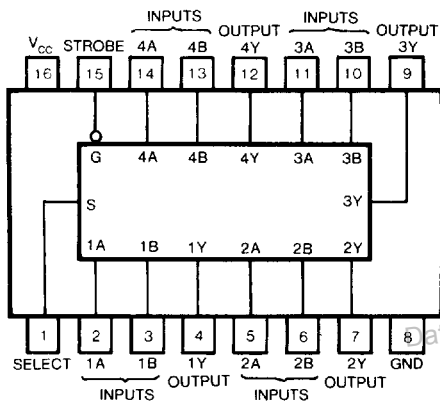 INPUTS INPUTS
V_CC STROBE 4A 4B OUTPUT 4Y 3A 3B OUTPUT 3Y
16 15 14 13 12 11 10 9
G 4A 4B 4Y 3A 3B
S 3Y
1A 1B 1Y 2A 2B 2Y
1 2 3 4 5 6 7 8
SELECT 1A 1B 1Y 2A 2B 2Y GND
INPUTS OUTPUT INPUTS OUTPUT
Dat